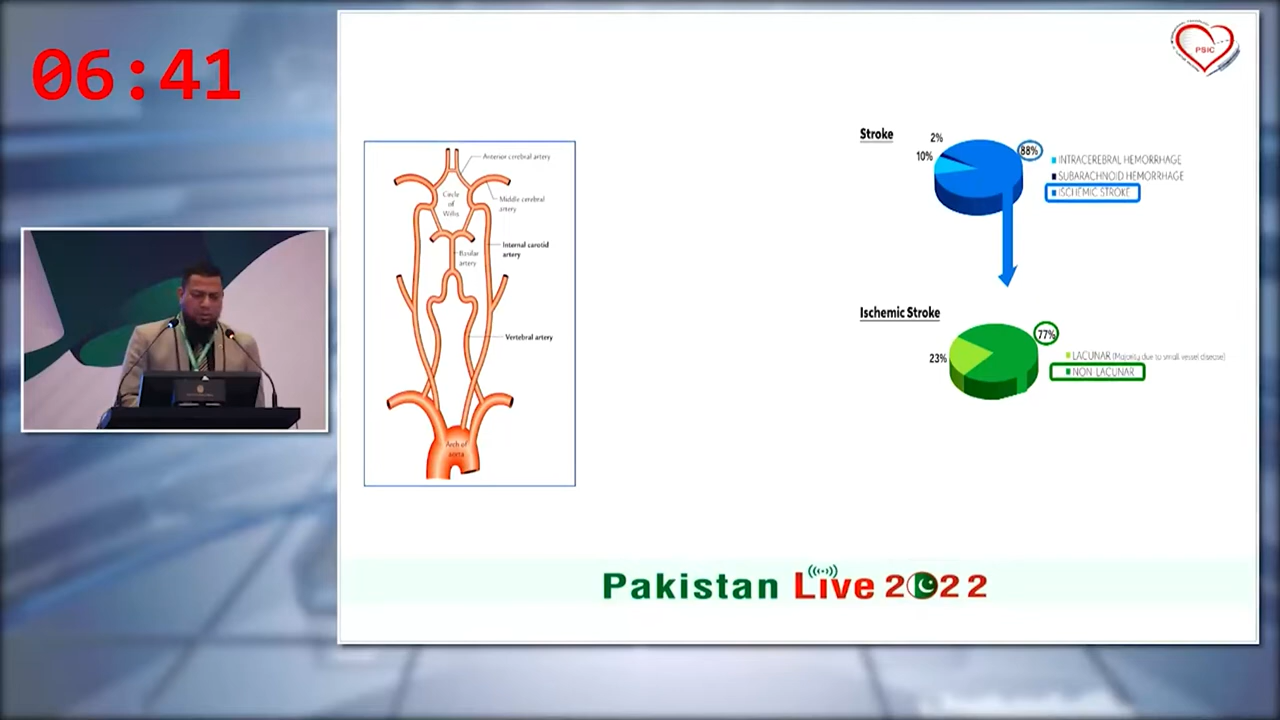 06:41
PSIC
Anterior cerebral artery
Circle
of
Willis
Middle cerebral
artery
Internal carotid
artery
Basilar
artery
Vertebral artery
Arch of
aorta
Stroke
2%
10%
88%
INTRACEREBRAL HEMORRHAGE
SUBARACHNOID HEMORRHAGE
ISCHEMIC STROKE
Ischemic Stroke
77%
23%
LACUNAR (Majority due to small vessel disease)
NON LACUNAR
Pakistan Live 2022